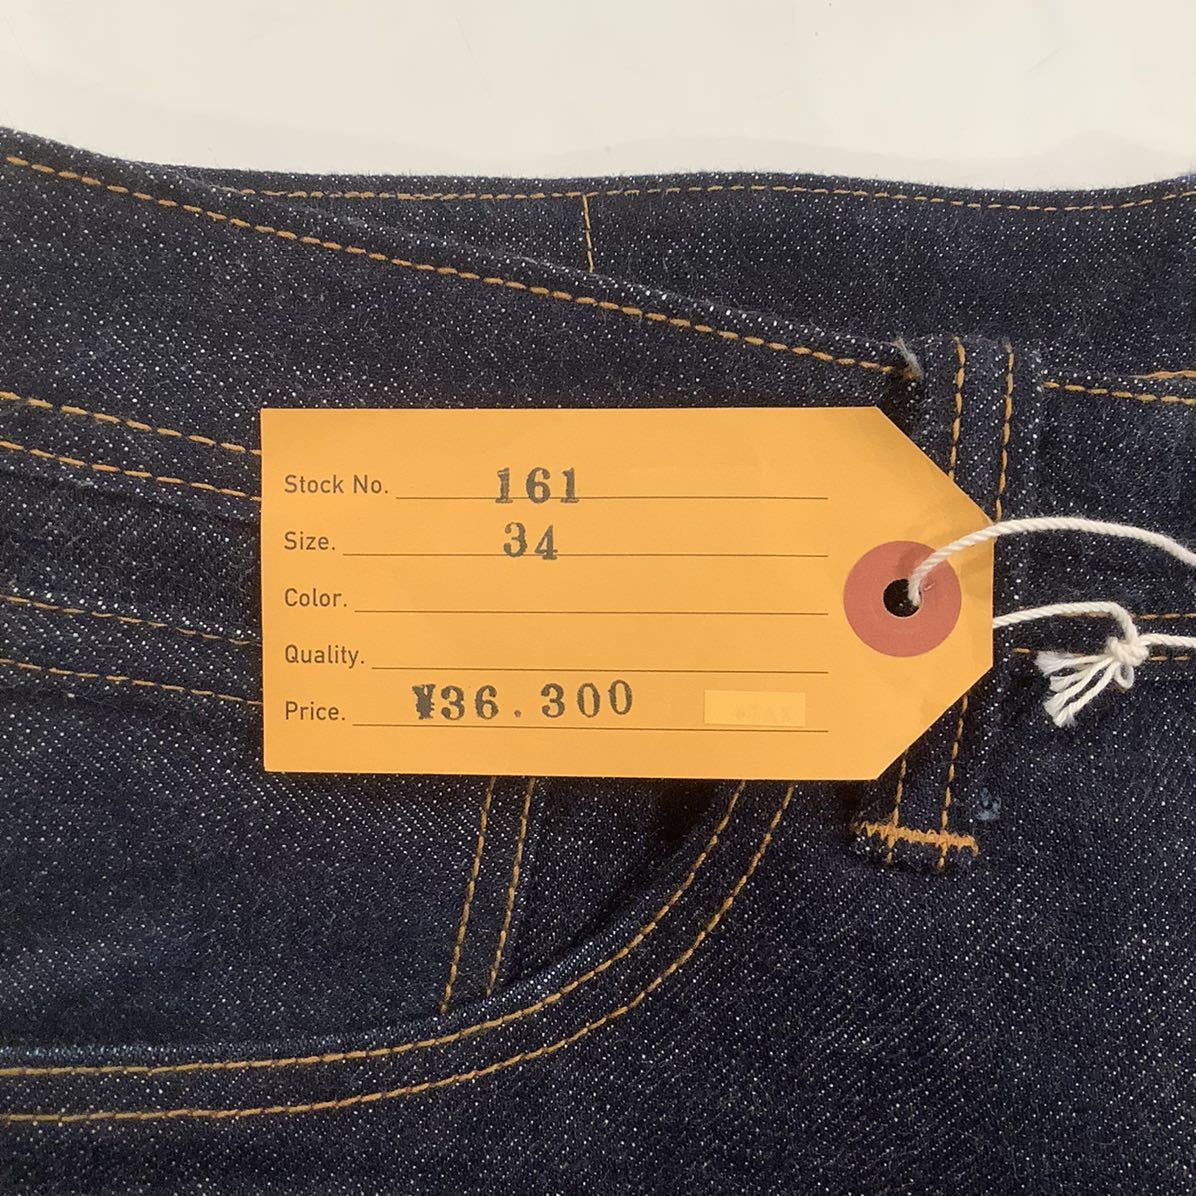 Stock No. 161
Size. 34
Color.
Quality.
Price. ¥36.300